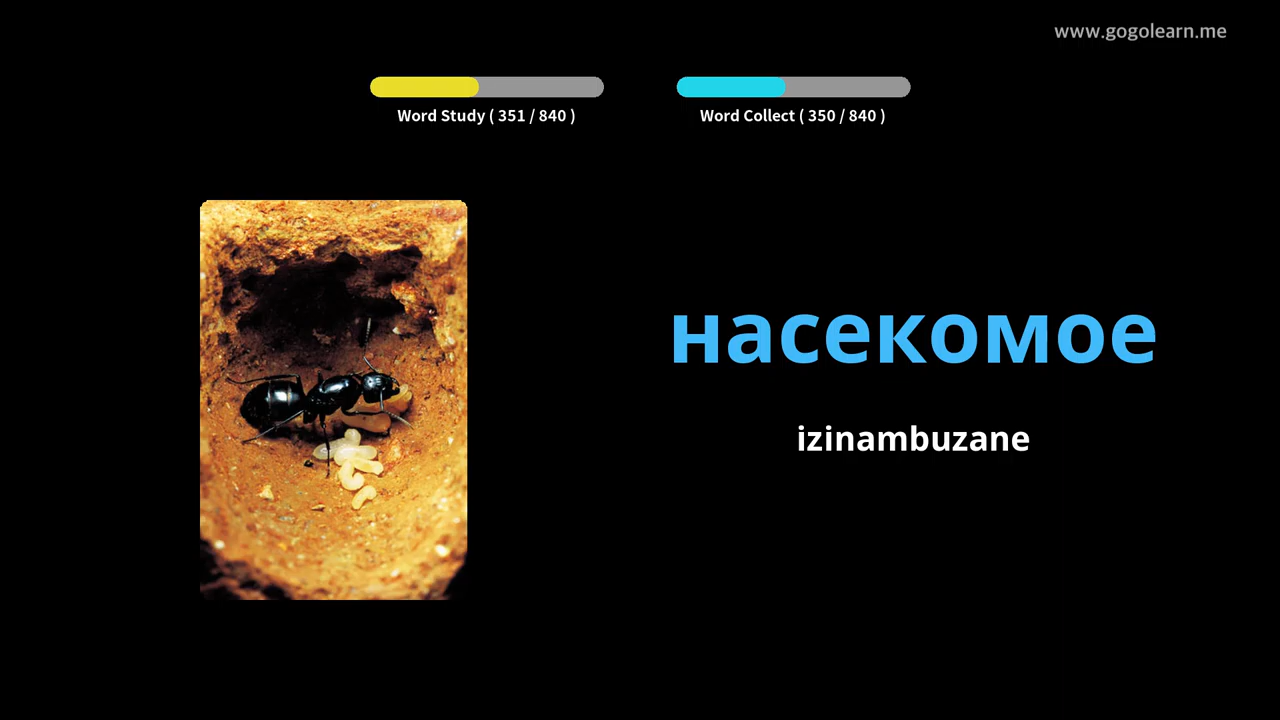 www.gogolearn.me
Word Study ( 351 / 840 )
Word Collect ( 350 / 840 )
насекомое
izinambuzane